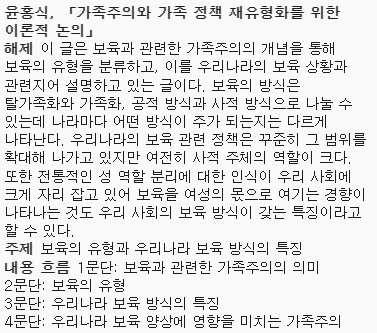 윤홍식, 「가족주의와 가족 정책 재유형화를 위한
이론적 논의」
해제 이 글은 보육과 관련한 가족주의의 개념을 통해
보육의 유형을 분류하고, 이를 우리나라의 보육 상황과
관련지어 설명하고 있는 글이다. 보육의 방식은
탈가족화와 가족화, 공적 방식과 사적 방식으로 나눌 수
있는데 나라마다 어떤 방식이 주가 되는지는 다르게
나타난다. 우리나라의 보육 관련 정책은 꾸준히 그 범위를
확대해 나가고 있지만 여전히 사적 주체의 역할이 크다.
또한 전통적인 성 역할 분리에 대한 인식이 우리 사회에
크게 자리 잡고 있어 보육을 여성의 몫으로 여기는 경향이
나타나는 것도 우리 사회의 보육 방식이 갖는 특징이라고
할 수 있다.
주제 보육의 유형과 우리나라 보육 방식의 특징
내용 흐름 1문단: 보육과 관련한 가족주의의 의미
2문단: 보육의 유형
3문단: 우리나라 보육 방식의 특징
4문단: 우리나라 보육 양상에 영향을 미치는 가족주의